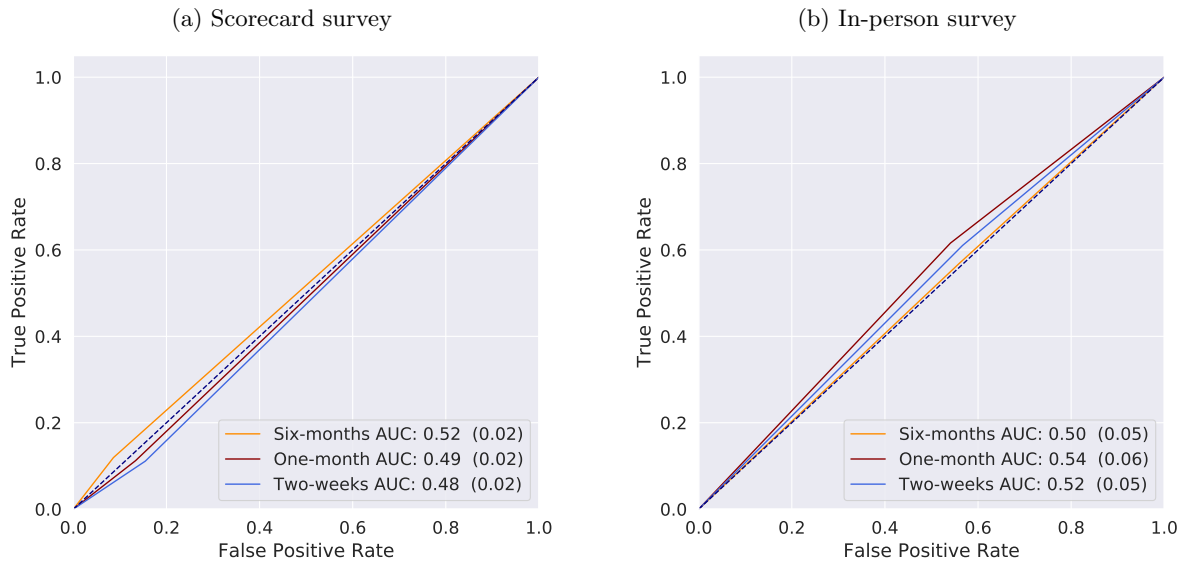 (a) Scorecard survey
1.0
0.8
0.6
0.4
0.2
0.0
True Positive Rate
0.0 0.2 0.4 0.6 0.8 1.0
False Positive Rate
Six-months AUC: 0.52 (0.02)
One-month AUC: 0.49 (0.02)
Two-weeks AUC: 0.48 (0.02)
(b) In-person survey
1.0
0.8
0.6
0.4
0.2
0.0
True Positive Rate
0.0 0.2 0.4 0.6 0.8 1.0
False Positive Rate
Six-months AUC: 0.50 (0.05)
One-month AUC: 0.54 (0.06)
Two-weeks AUC: 0.52 (0.05)